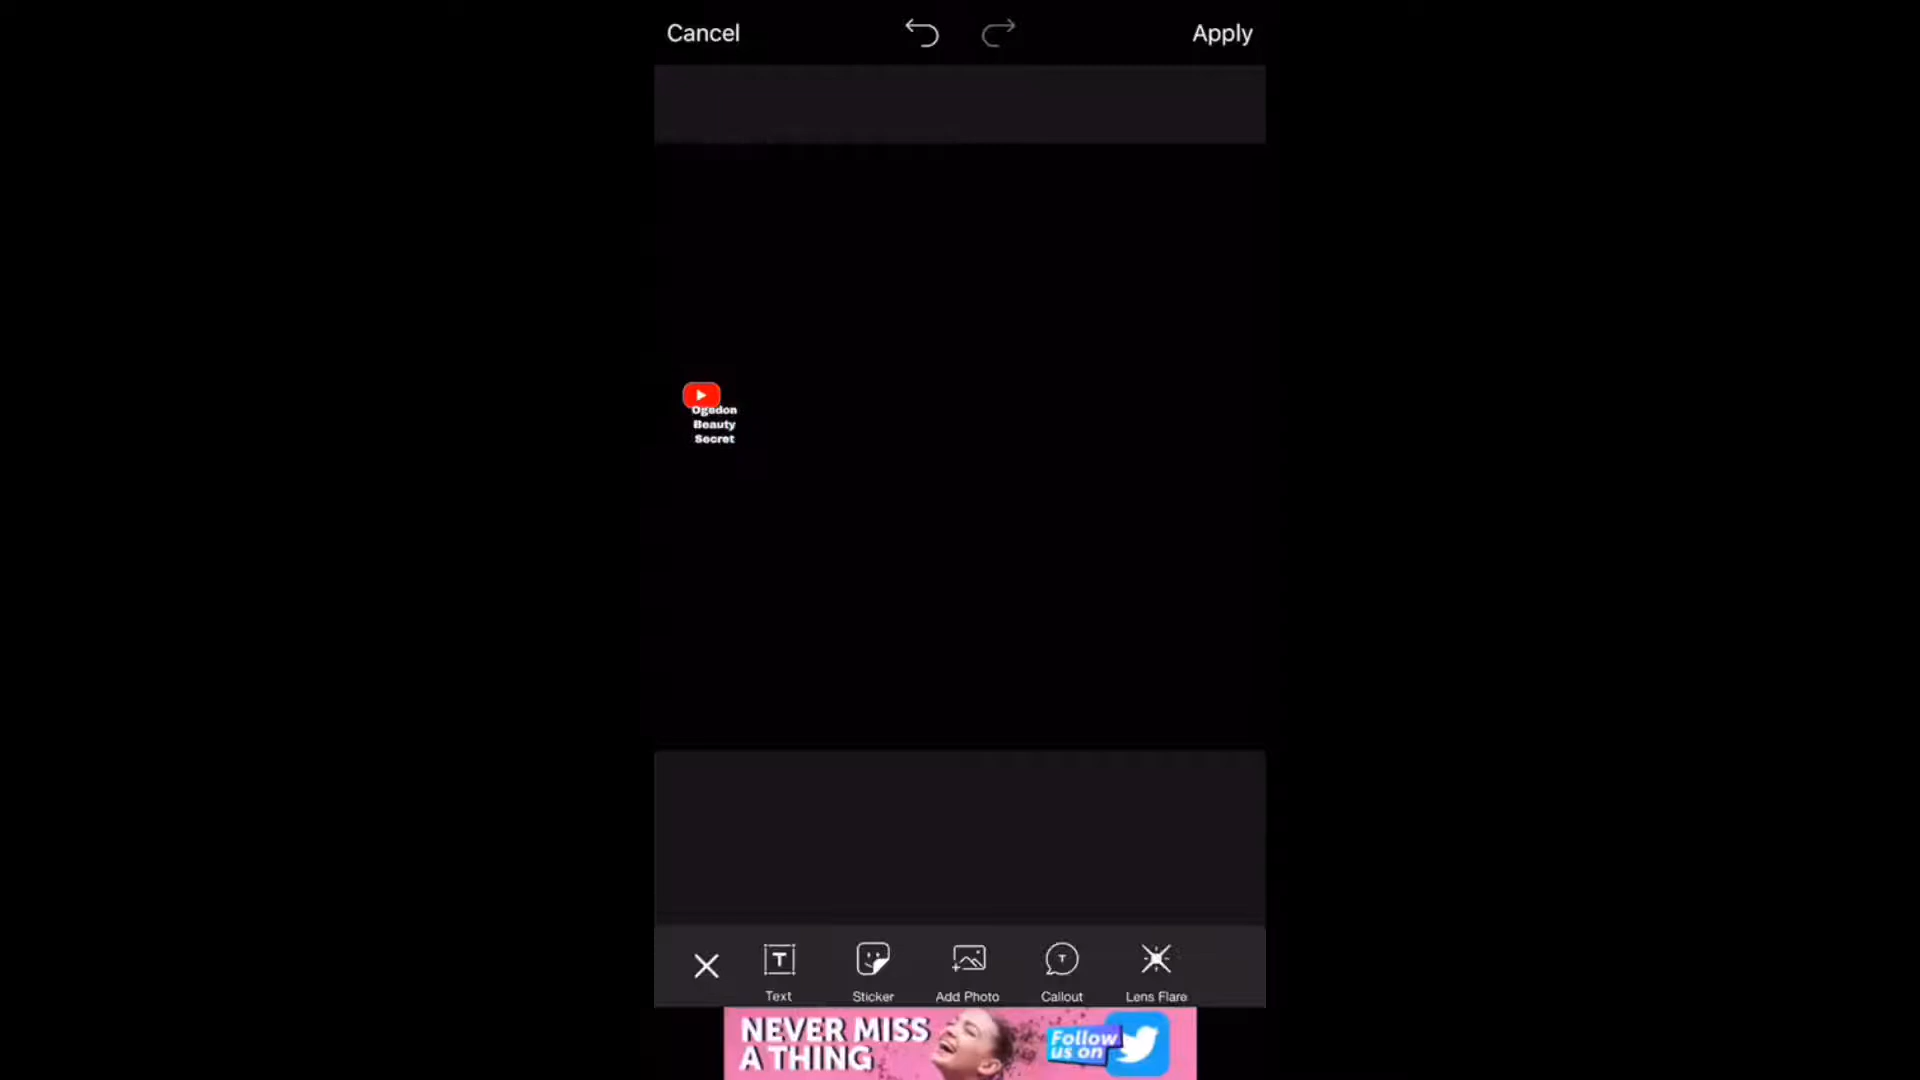 Cancel
Apply
Ogedon
Beauty
Secret
T
T
Text
Sticker
Add Photo
Callout
Lens Flare
NEVER MISS
A THING
Follow
us on